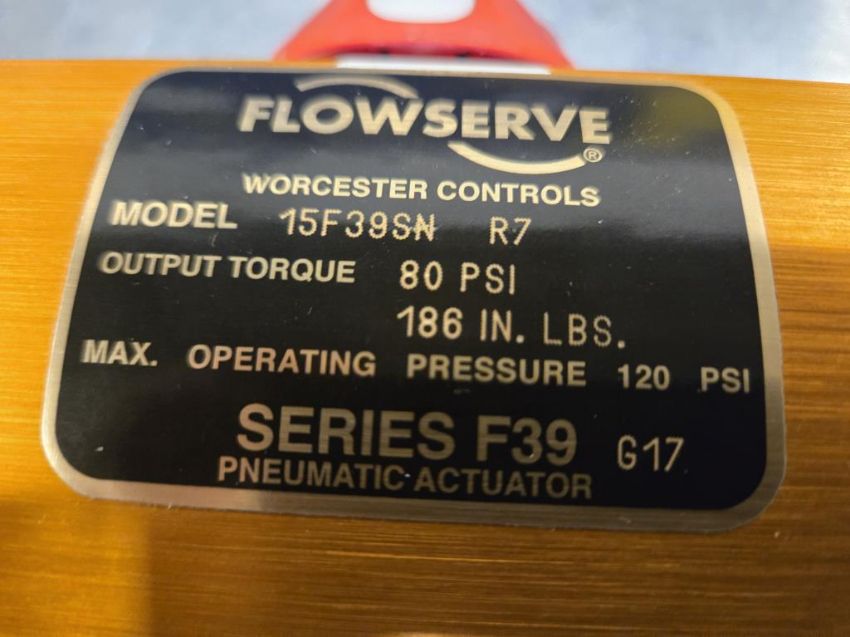 FLOWSERVE®
WORCESTER CONTROLS
MODEL 15F39SN R7
OUTPUT TORQUE 80 PSI
186 IN. LBS.
MAX. OPERATING PRESSURE 120 PSI
SERIES F39 G17
PNEUMATIC ACTUATOR